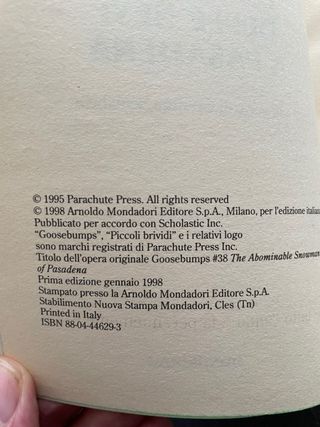 © 1995 Parachute Press. All rights reserved
© 1998 Arnoldo Mondadori Editore S.p.A., Milano, per l'edizione italiana
Pubblicato per accordo con Scholastic Inc.
"Goosebumps", "Piccoli brividi" e i relativi logo
sono marchi registrati di Parachute Press Inc.
Titolo dell'opera originale Goosebumps #38 The Abominable Snowman
of Pasadena
Prima edizione gennaio 1998
Stampato presso la Arnoldo Mondadori Editore S.p.A.
Stabilimento Nuova Stampa Mondadori, Cles (Tn)
Printed in Italy
ISBN 88-04-44629-3